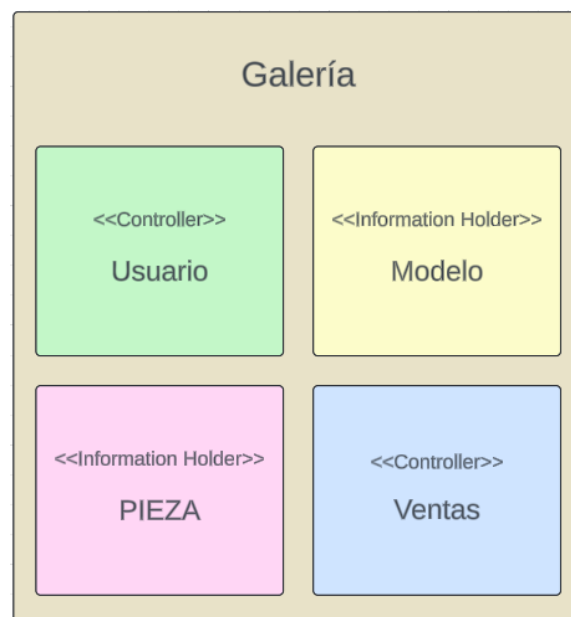 Galería
<<Controller>>
Usuario
<<Information Holder>>
Modelo
<<Information Holder>>
PIEZA
<<Controller>>
Ventas